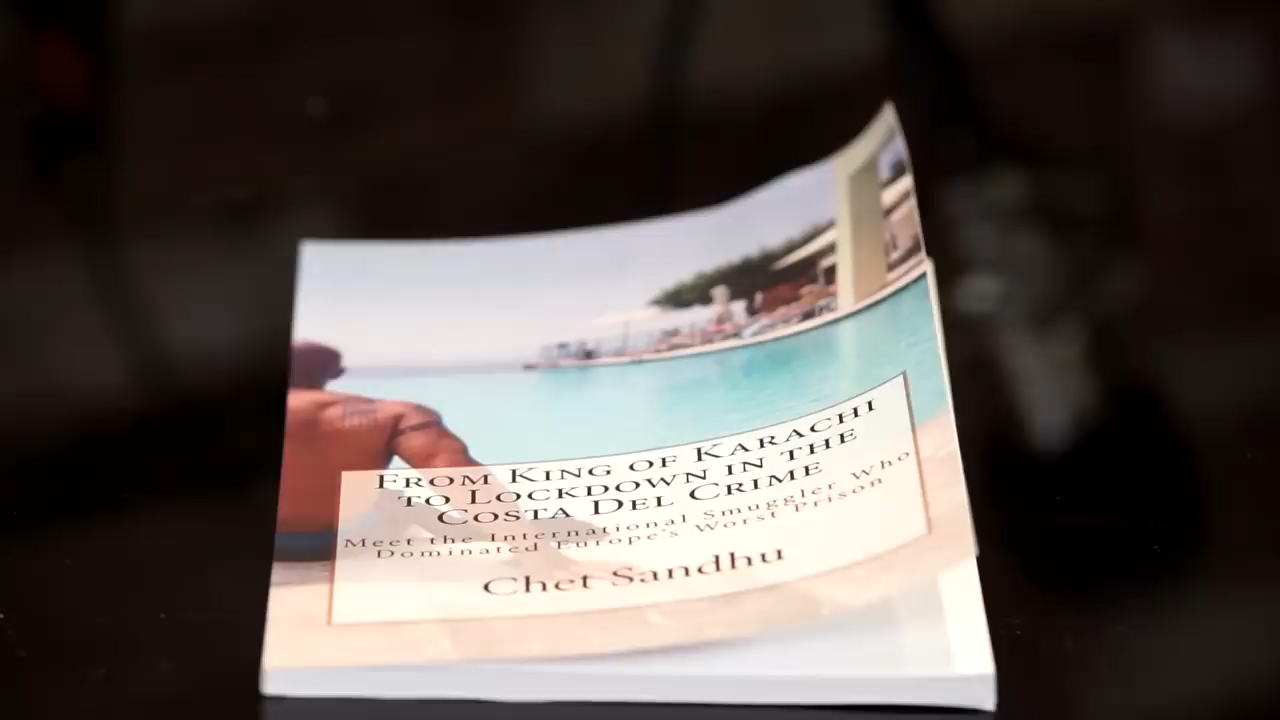 From King of Karachi
to Lockdown in the
Costa Del Crime
Meet the International Smuggler Who
Dominated Europe's Worst Prison
Chet Sandhu